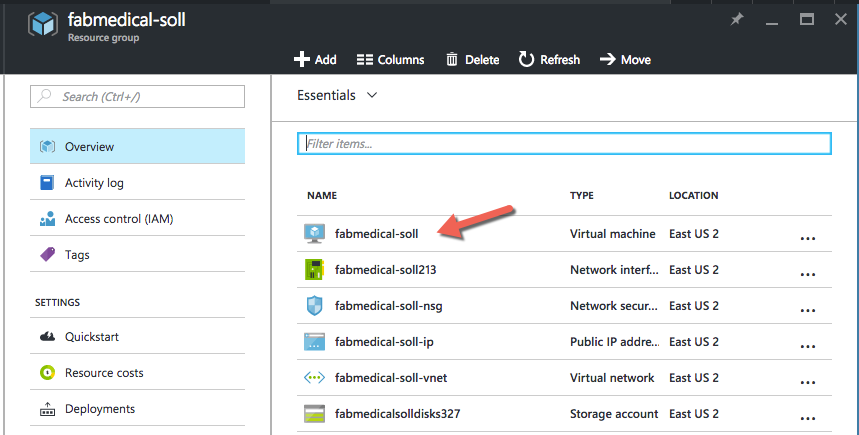 fabmedical-soll
Resource group
Add Columns Delete Refresh Move
Search (Ctrl+/)
Overview
Activity log
Access control (IAM)
Tags
SETTINGS
Quickstart
Resource costs
Deployments
Essentials
Filter items...
NAME TYPE LOCATION
fabmedical-soll Virtual machine East US 2 ...
fabmedical-soll213 Network interf... East US 2 ...
fabmedical-soll-nsg Network secur... East US 2 ...
fabmedical-soll-ip Public IP addre... East US 2 ...
fabmedical-soll-vnet Virtual network East US 2 ...
fabmedicalsolldisks327 Storage account East US 2 ...